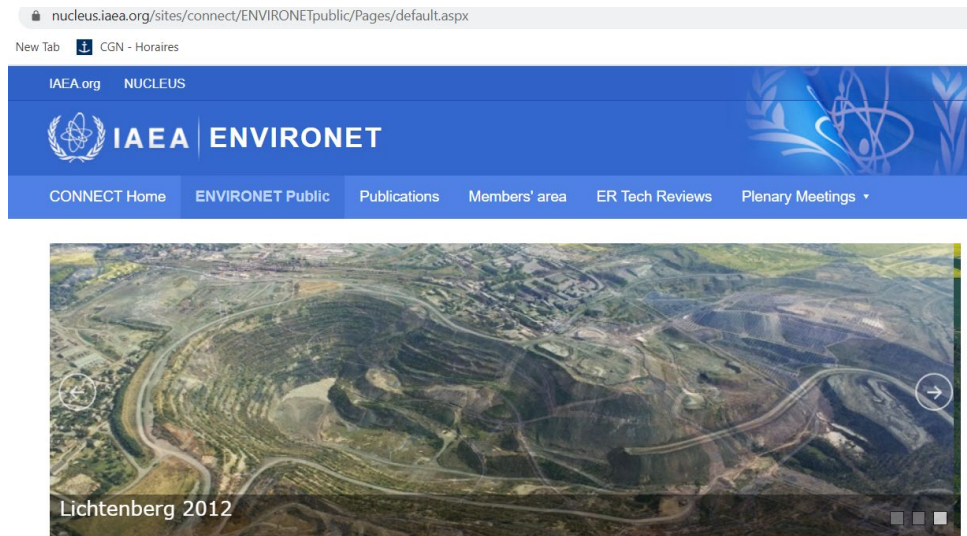 nucleus.iaea.org/sites/connect/ENVIRONETpublic/Pages/default.aspx
New Tab CGN - Horaires
IAEA.org NUCLEUS
IAEA ENVIRONET
CONNECT Home ENVIRONET Public Publications Members' area ER Tech Reviews Plenary Meetings
Lichtenberg 2012